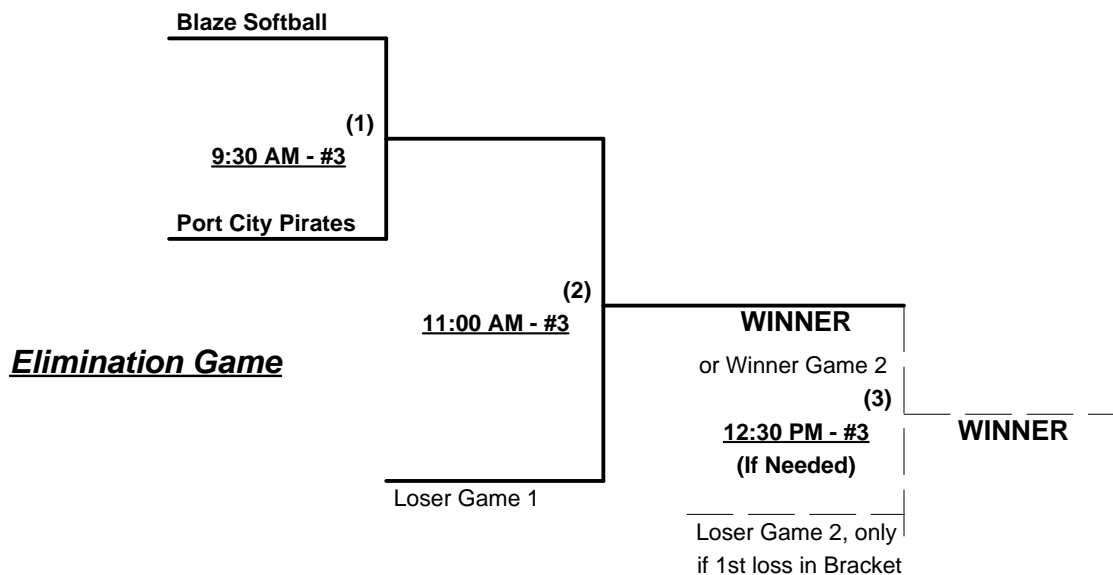 Blaze Softball
(1)
9:30 AM - #3
Port City Pirates
(2)
11:00 AM - #3
WINNER
Elimination Game
or Winner Game 2
(3)
12:30 PM - #3
WINNER
(If Needed)
Loser Game 1
Loser Game 2, only
if 1st loss in Bracket